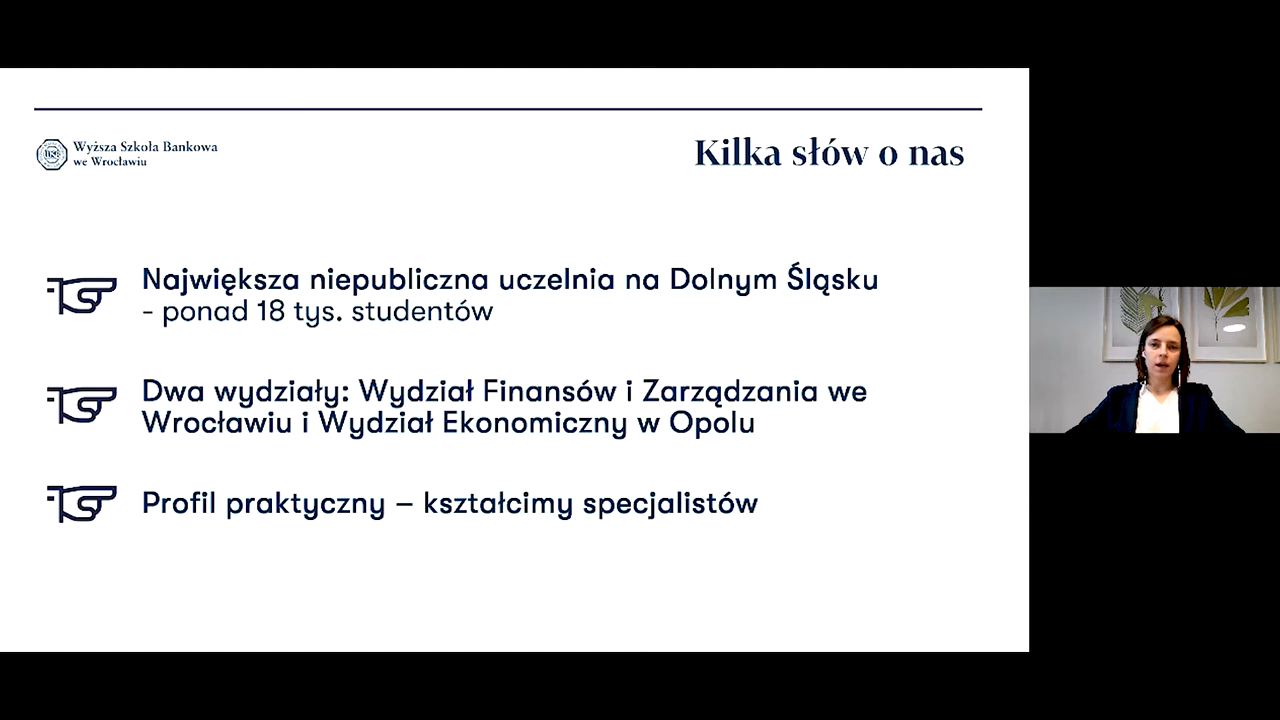 Wyższa Szkoła Bankowa
we Wrocławiu
Kilka słów o nas
Największa niepubliczna uczelnia na Dolnym Śląsku
- ponad 18 tys. studentów
Dwa wydziały: Wydział Finansów i Zarządzania we
Wrocławiu i Wydział Ekonomiczny w Opolu
Profil praktyczny – kształcimy specjalistów